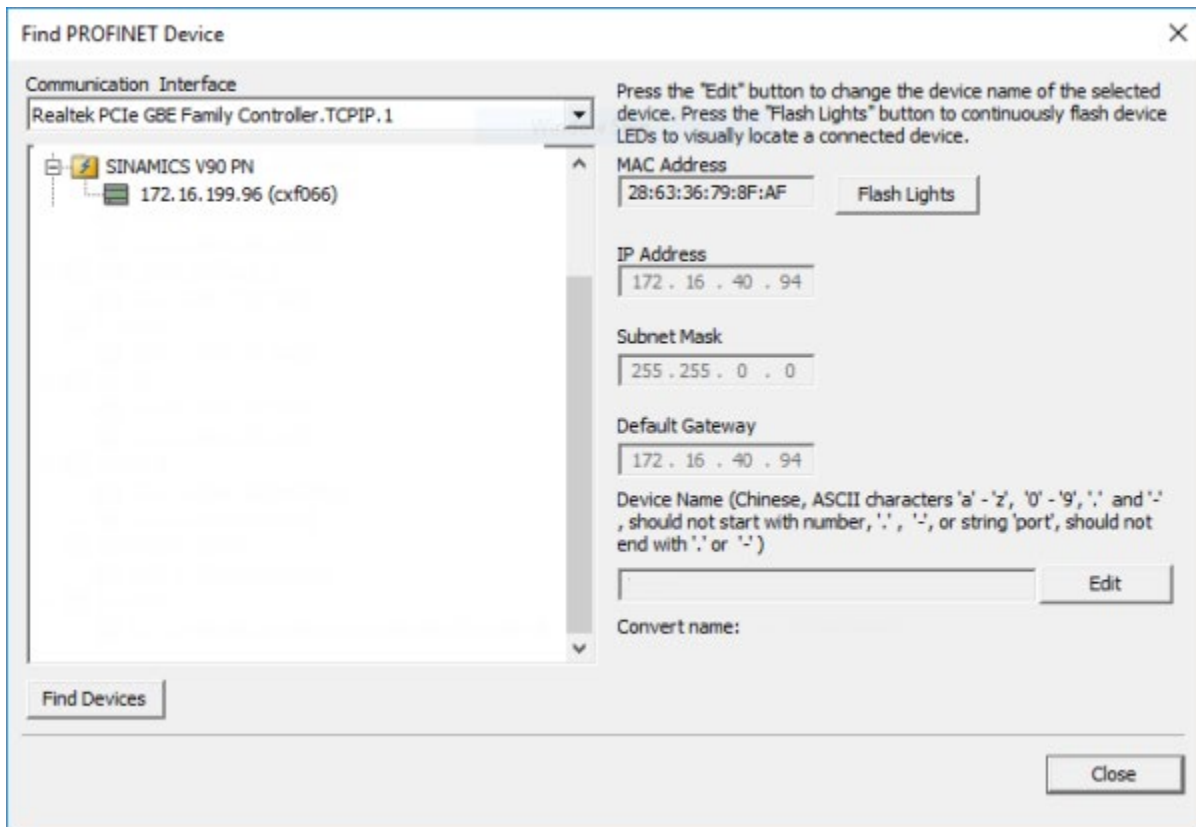 Find PROFINET Device
Communication Interface
Realtek PCIe GBE Family Controller.TCPIP.1
SINAMICS V90 PN
172.16.199.96 (cxf066)
Find Devices
Press the "Edit" button to change the device name of the selected
device. Press the "Flash Lights" button to continuously flash device
LEDs to visually locate a connected device.
MAC Address
28:63:36:79:8F:AF
Flash Lights
IP Address
172 . 16 . 40 . 94
Subnet Mask
255 . 255 . 0 . 0
Default Gateway
172 . 16 . 40 . 94
Device Name (Chinese, ASCII characters 'a' - 'z', '0' - '9', '.' and '-'
, should not start with number, '.' , '-', or string 'port', should not
end with '.' or '-' )
Edit
Convert name:
Close